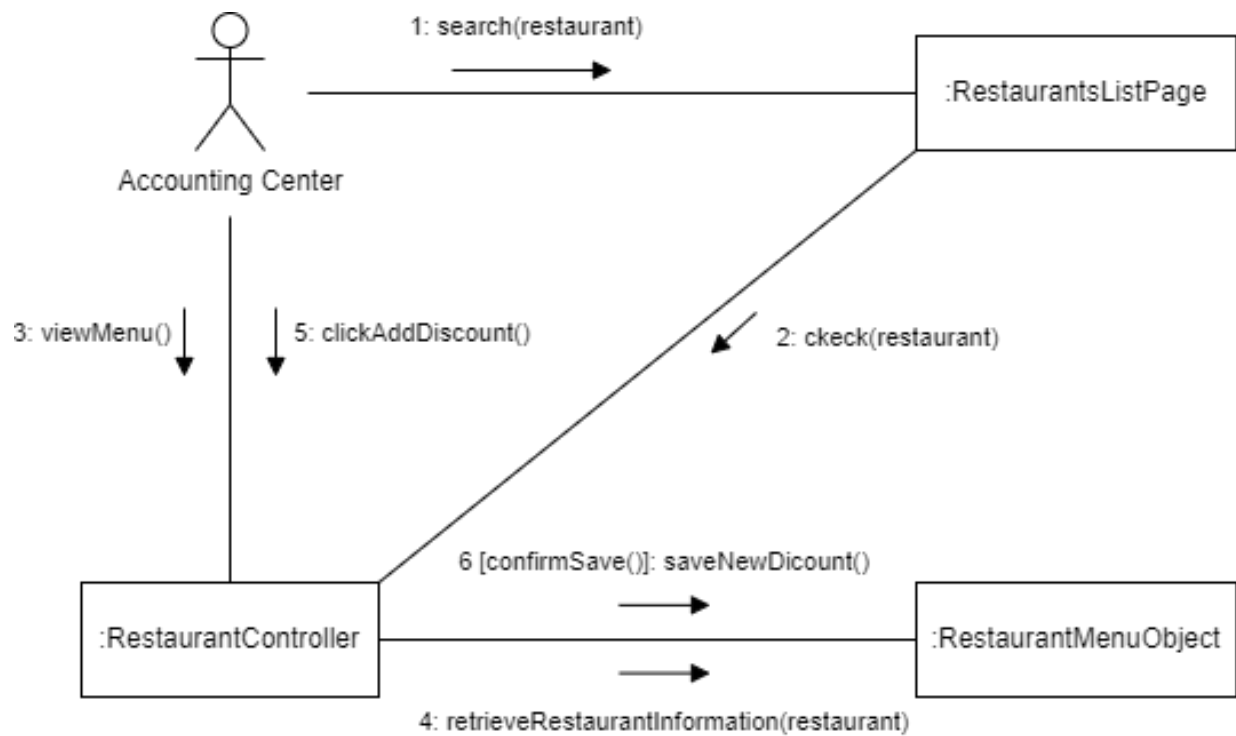 1: search(restaurant)
:RestaurantsListPage
Accounting Center
3: viewMenu()
5: clickAddDiscount()
2: ckeck(restaurant)
6 [confirmSave()]: saveNewDicount()
:RestaurantController
:RestaurantMenuObject
4: retrieveRestaurantInformation(restaurant)